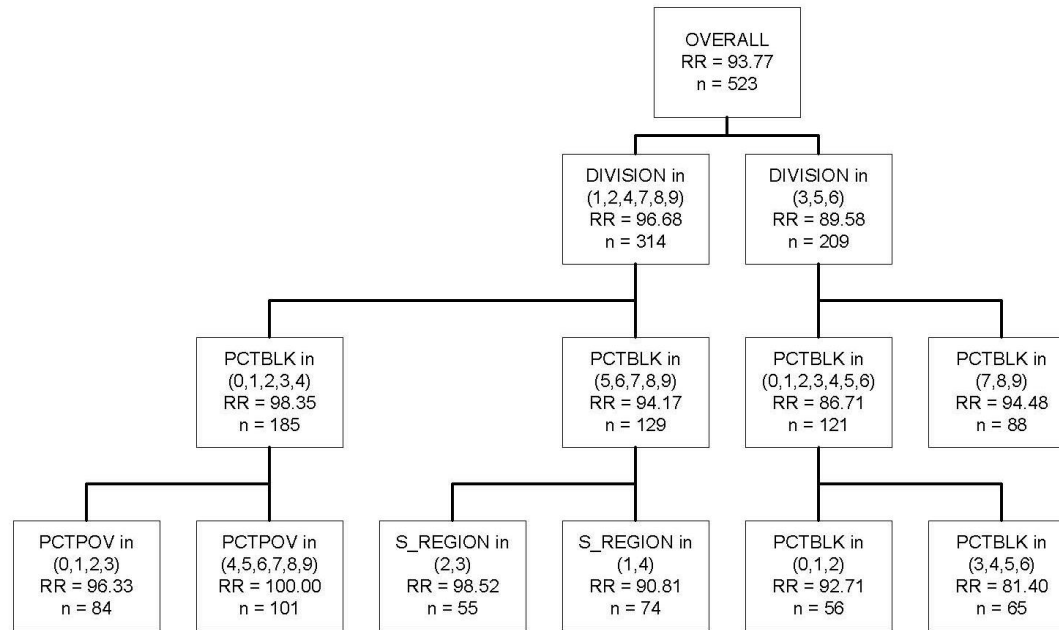 OVERALL
RR = 93.77
n = 523
DIVISION in
(1,2,4,7,8,9)
RR = 96.68
n = 314
DIVISION in
(3,5,6)
RR = 89.58
n = 209
PCTBLK in
(0,1,2,3,4)
RR = 98.35
n = 185
PCTBLK in
(5,6,7,8,9)
RR = 94.17
n = 129
PCTBLK in
(0,1,2,3,4,5,6)
RR = 86.71
n = 121
PCTBLK in
(7,8,9)
RR = 94.48
n = 88
PCTPOV in
(0,1,2,3)
RR = 96.33
n = 84
PCTPOV in
(4,5,6,7,8,9)
RR = 100.00
n = 101
S_REGION in
(2,3)
RR = 98.52
n = 55
S_REGION in
(1,4)
RR = 90.81
n = 74
PCTBLK in
(0,1,2)
RR = 92.71
n = 56
PCTBLK in
(3,4,5,6)
RR = 81.40
n = 65